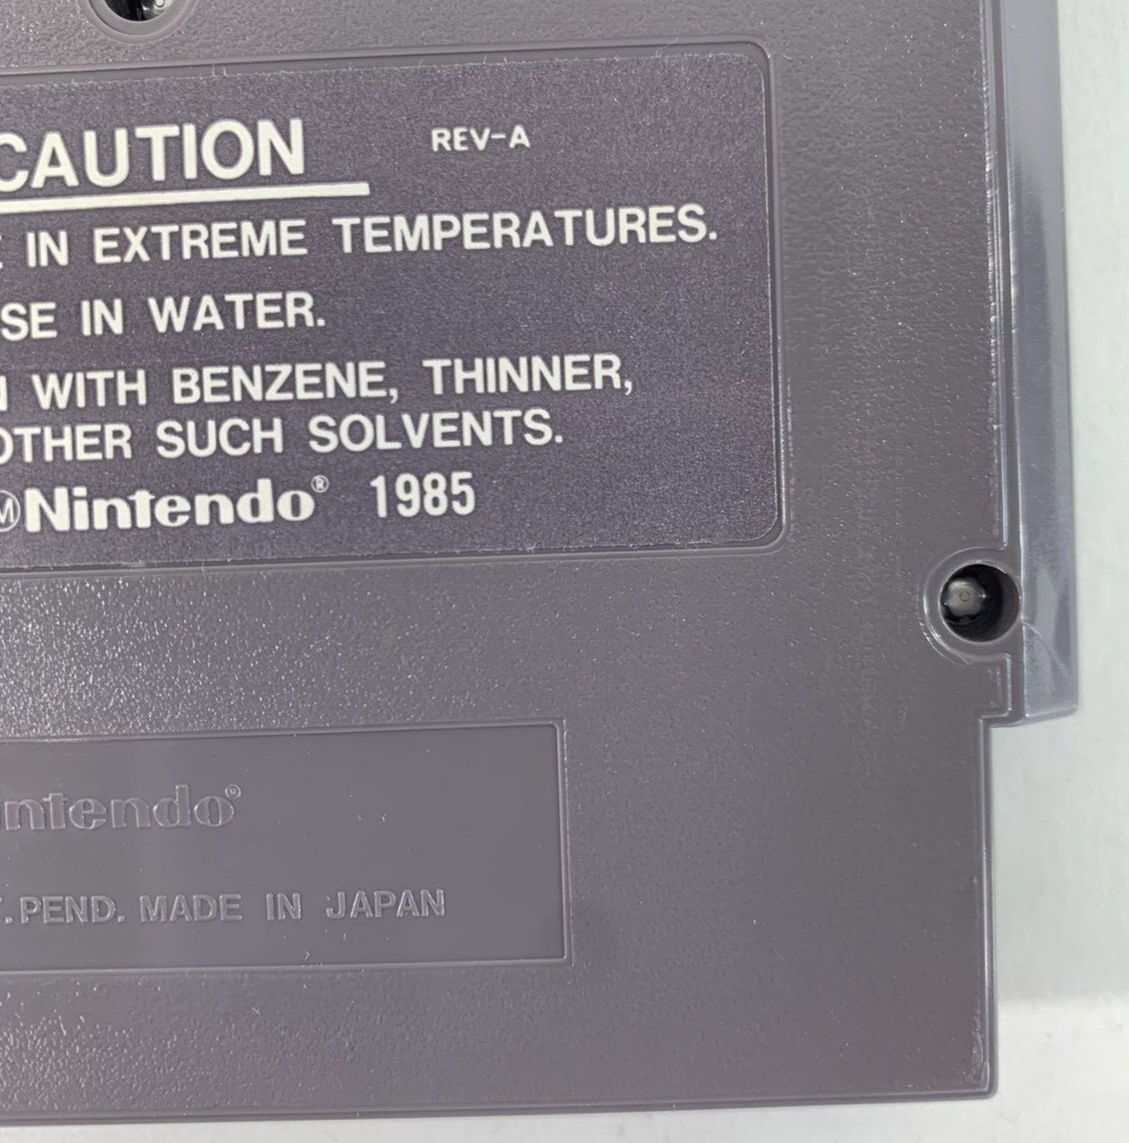 CAUTION REV-A
IN EXTREME TEMPERATURES.
SE IN WATER.
WITH BENZENE, THINNER,
OTHER SUCH SOLVENTS.
Nintendo® 1985
ntendo®
.PEND. MADE IN JAPAN